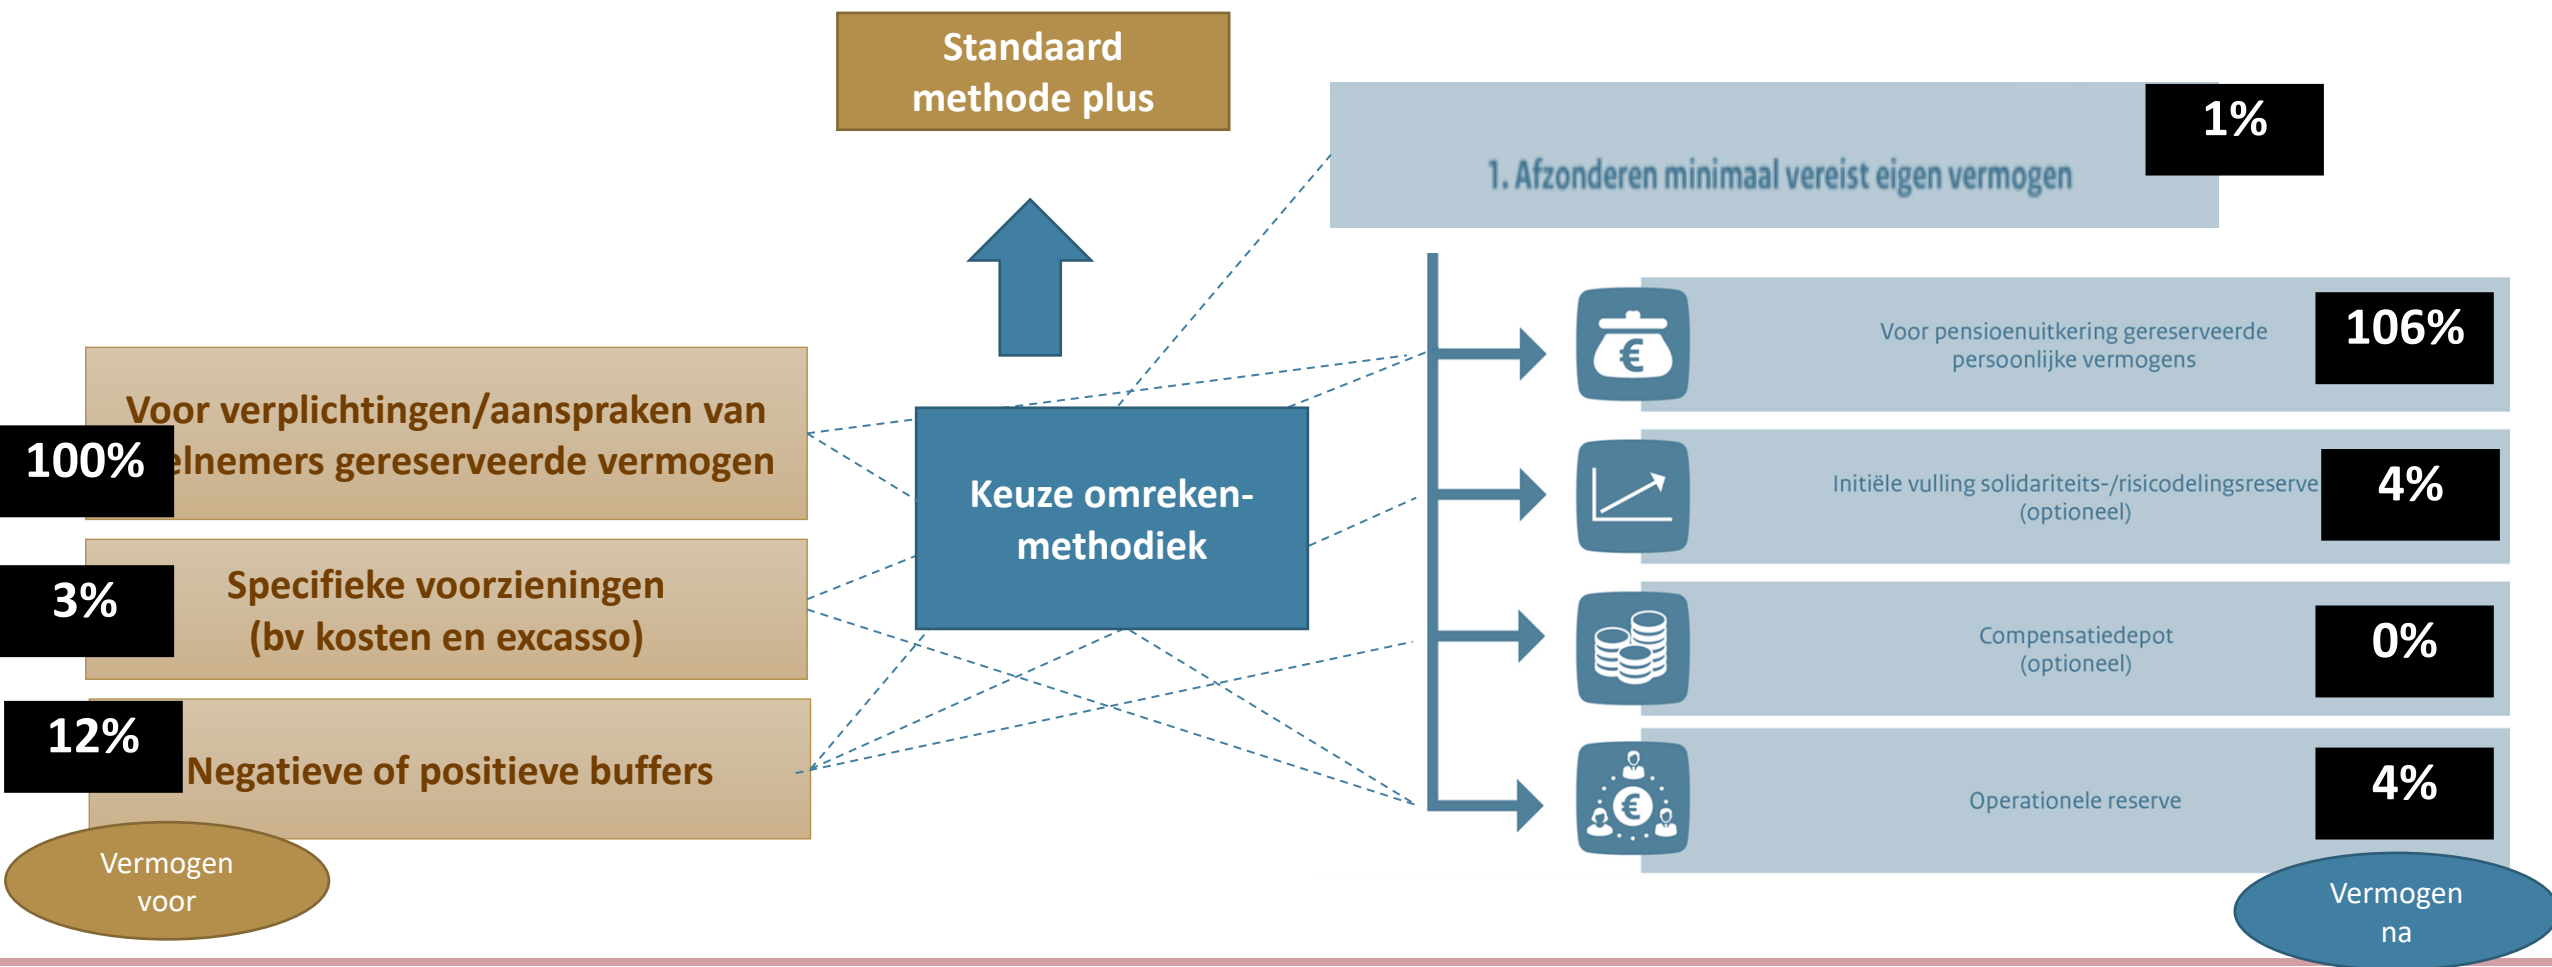 Standaard
methode plus
1. Afzonderen minimaal vereist eigen vermogen
1%
Voor pensioenuitkering gereserveerde
persoonlijke vermogens
106%
Voor verplichtingen/aanspraken van
elnemers gereserveerde vermogen
100%
Keuze omreken-
methodiek
Initiële vulling solidariteits-/risicodelingsreserve
(optioneel)
4%
Specifieke voorzieningen
(bv kosten en excasso)
3%
Compensatiedepot
(optioneel)
0%
Negatieve of positieve buffers
12%
Operationele reserve
4%
Vermogen
voor
Vermogen
na